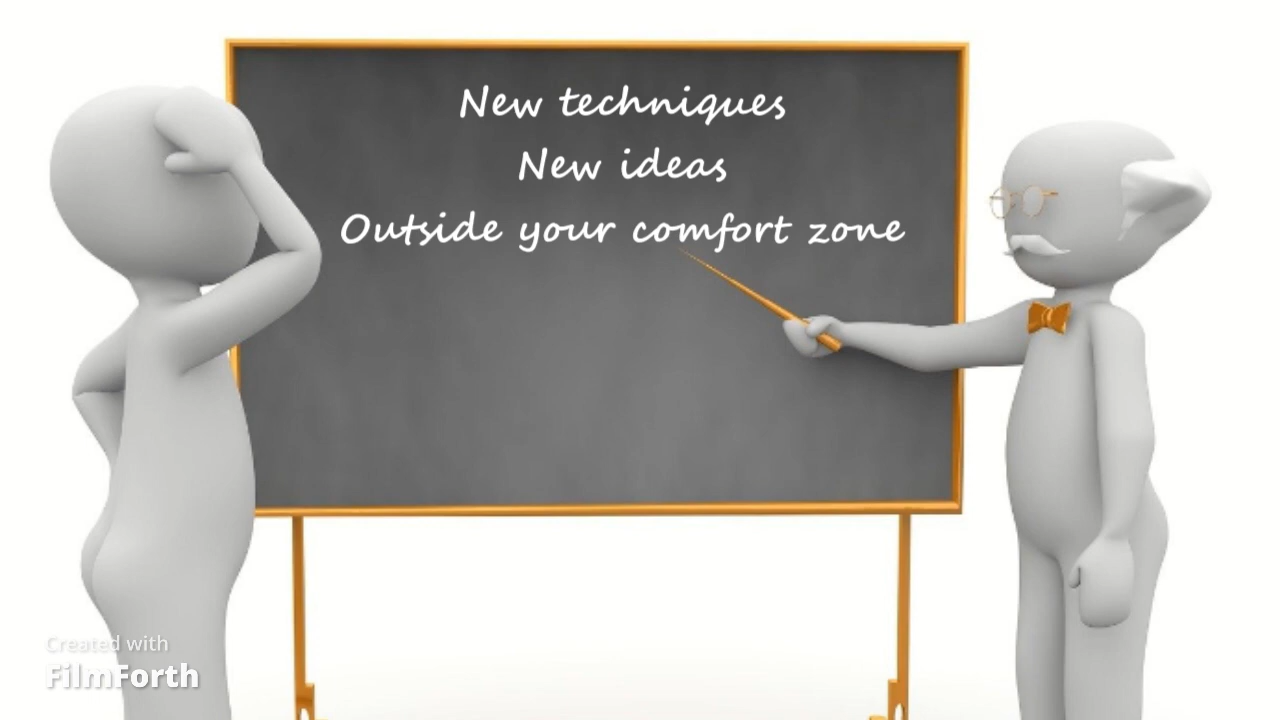 New techniques
New ideas
Outside your comfort zone
Created with
FilmForth